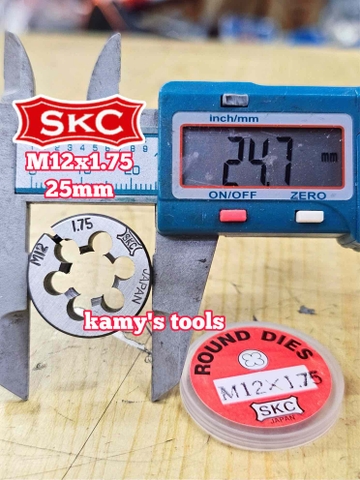 SKC
M12x1.75
25mm
inch/mm
24.7 mm
ON/OFF ZERO
M12 1.75 SKC JAPAN
kamy's tools
ROUND DIES
M12×1.75
SKC
JAPAN